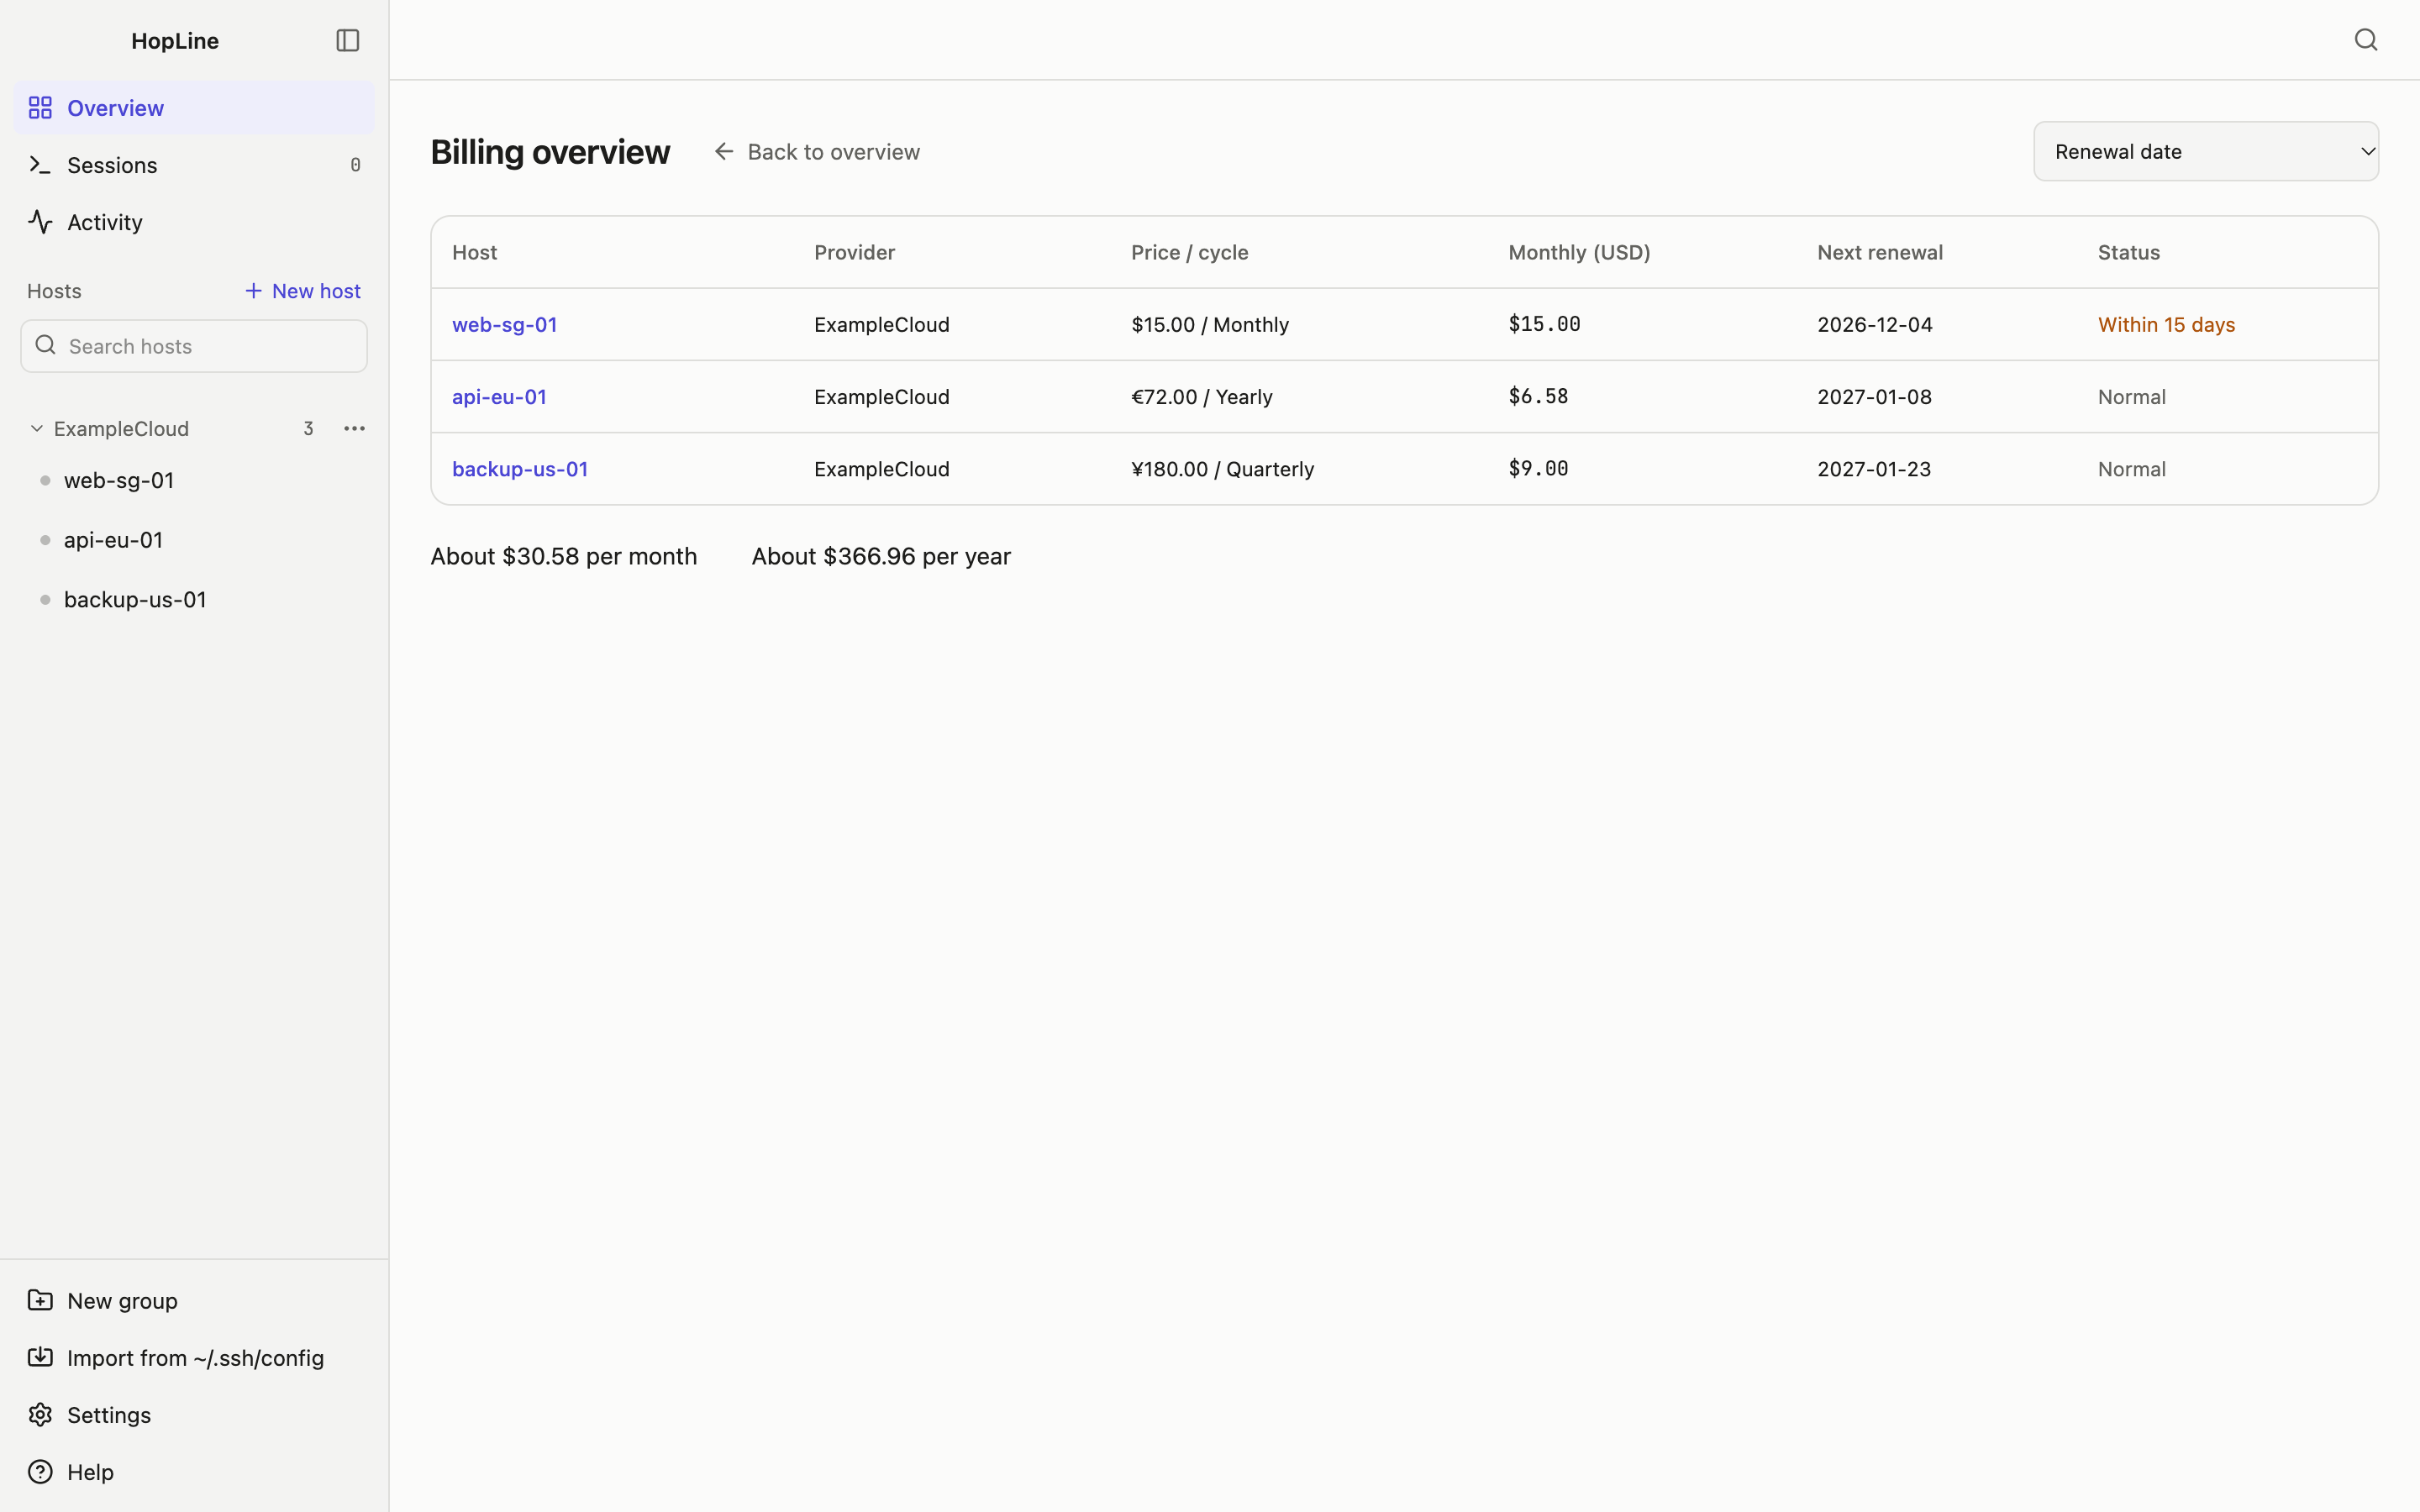 HopLine
Overview
Sessions 0
Activity
Hosts + New host
Search hosts
ExampleCloud 3
web-sg-01
api-eu-01
backup-us-01
New group
Import from ~/.ssh/config
Settings
Help
Billing overview Back to overview Renewal date
Host Provider Price / cycle Monthly (USD) Next renewal Status
web-sg-01 ExampleCloud $15.00 / Monthly $15.00 2026-12-04 Within 15 days
api-eu-01 ExampleCloud €72.00 / Yearly $6.58 2027-01-08 Normal
backup-us-01 ExampleCloud ¥180.00 / Quarterly $9.00 2027-01-23 Normal
About $30.58 per month About $366.96 per year